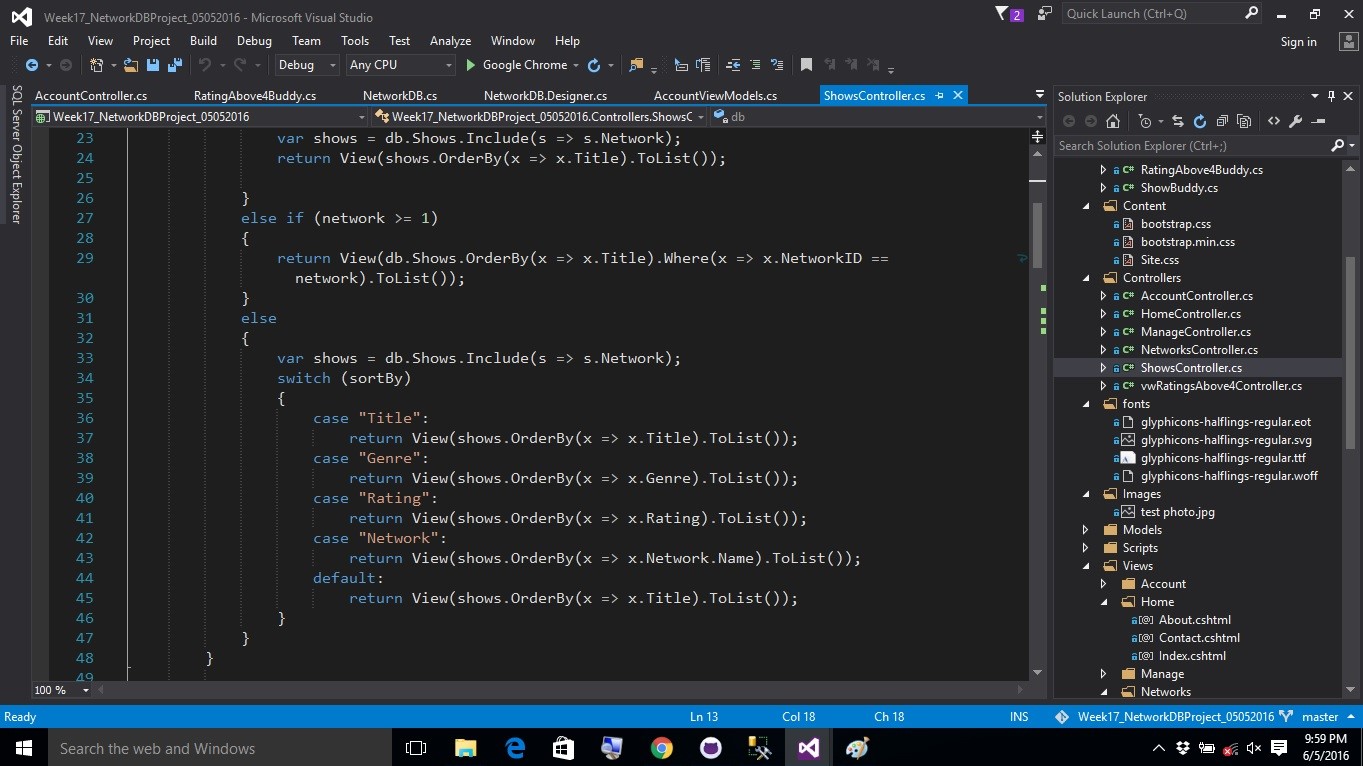 Week17_NetworkDBProject_05052016 - Microsoft Visual Studio
2
Quick Launch (Ctrl+Q)
File Edit View Project Build Debug Team Tools Test Analyze Window Help
Sign in
Debug Any CPU Google Chrome
SQL Server Object Explorer
AccountController.cs RatingAbove4Buddy.cs NetworkDB.cs NetworkDB.Designer.cs AccountViewModels.cs ShowsController.cs
Week17_NetworkDBProject_05052016 Week17_NetworkDBProject_05052016.Controllers.ShowsC db
23 var shows = db.Shows.Include(s => s.Network);
24 return View(shows.OrderBy(x => x.Title).ToList());
25
26 }
27 else if (network >= 1)
28 {
29 return View(db.Shows.OrderBy(x => x.Title).Where(x => x.NetworkID ==
network).ToList());
30 }
31 else
32 {
33 var shows = db.Shows.Include(s => s.Network);
34 switch (sortBy)
35 {
36 case "Title":
37 return View(shows.OrderBy(x => x.Title).ToList());
38 case "Genre":
39 return View(shows.OrderBy(x => x.Genre).ToList());
40 case "Rating":
41 return View(shows.OrderBy(x => x.Rating).ToList());
42 case "Network":
43 return View(shows.OrderBy(x => x.Network.Name).ToList());
44 default:
45 return View(shows.OrderBy(x => x.Title).ToList());
46 }
47 }
48 }
49
100 %
Solution Explorer
Search Solution Explorer (Ctrl+;)
C# RatingAbove4Buddy.cs
C# ShowBuddy.cs
Content
bootstrap.css
bootstrap.min.css
Site.css
Controllers
C# AccountController.cs
C# HomeController.cs
C# ManageController.cs
C# NetworksController.cs
C# ShowsController.cs
C# vwRatingsAbove4Controller.cs
fonts
glyphicons-halflings-regular.eot
glyphicons-halflings-regular.svg
glyphicons-halflings-regular.ttf
glyphicons-halflings-regular.woff
Images
test photo.jpg
Models
Scripts
Views
Account
Home
[@] About.cshtml
[@] Contact.cshtml
[@] Index.cshtml
Manage
Networks
Ready Ln 13 Col 18 Ch 18 INS Week17_NetworkDBProject_05052016 master
Search the web and Windows
9:59 PM
6/5/2016